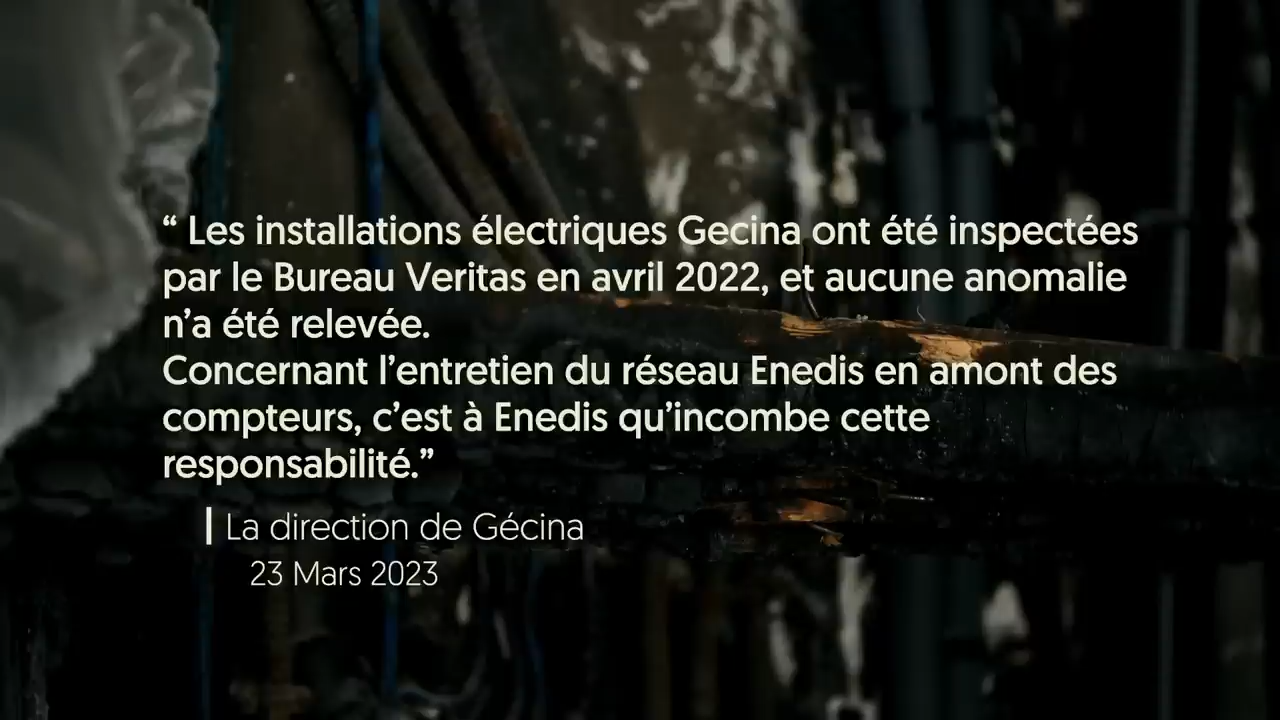 “ Les installations électriques Gecina ont été inspectées
par le Bureau Veritas en avril 2022, et aucune anomalie
n’a été relevée.
Concernant l’entretien du réseau Enedis en amont des
compteurs, c’est à Enedis qu’incombe cette
responsabilité.”
La direction de Gécina
23 Mars 2023